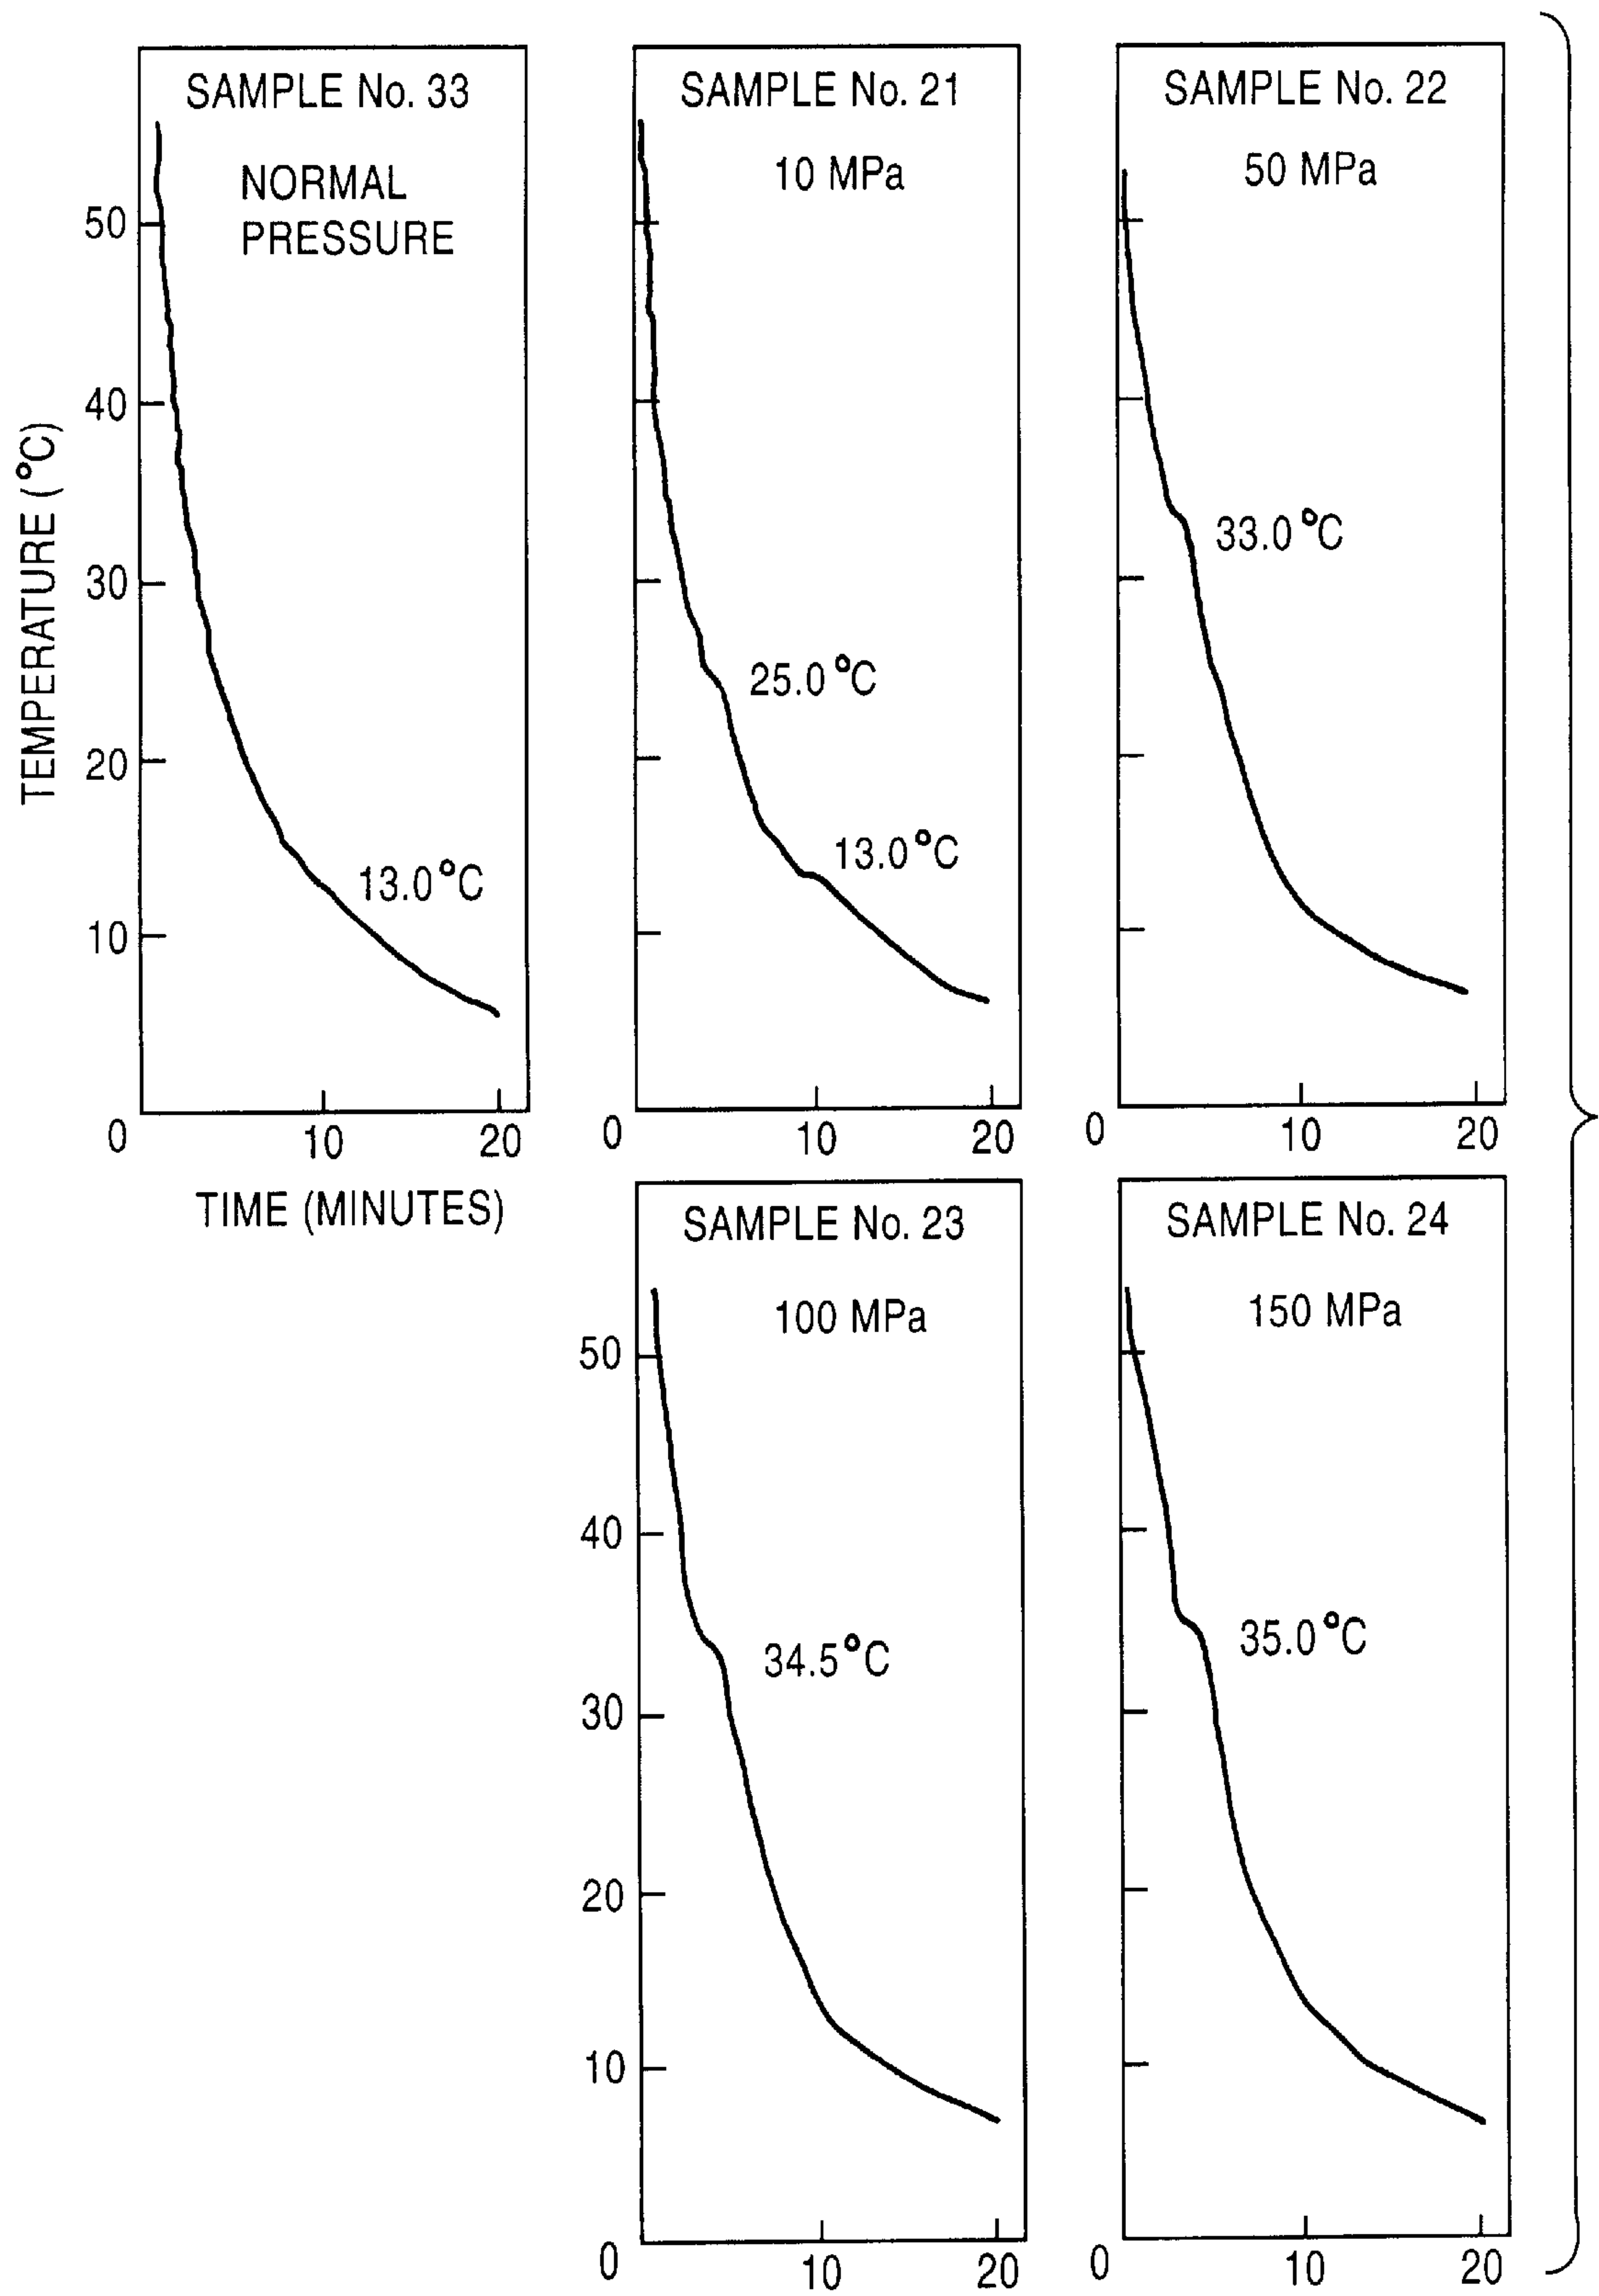 SAMPLE No. 33
NORMAL
PRESSURE
TEMPERATURE (°C)
50
40
30
20
10
13.0°C
0
10
20
TIME (MINUTES)
SAMPLE No. 21
10 MPa
25.0°C
13.0°C
0
10
20
SAMPLE No. 22
50 MPa
33.0°C
0
10
20
SAMPLE No. 23
100 MPa
50
40
30
20
10
34.5°C
0
10
20
SAMPLE No. 24
150 MPa
35.0°C
0
10
20